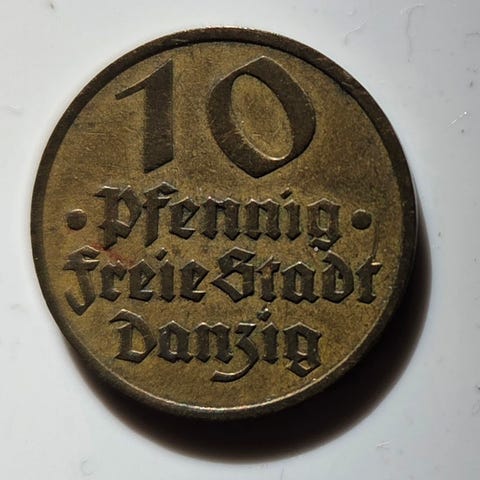 10
· Pfennig ·
Freie Stadt
Danzig